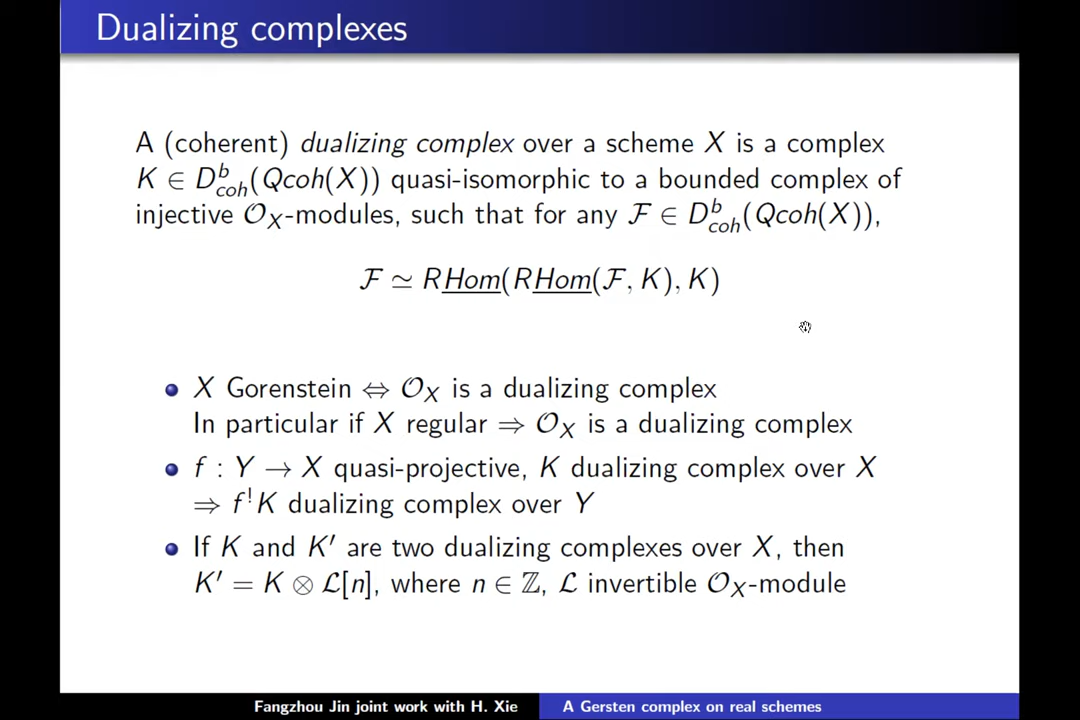 Dualizing complexes
A (coherent) dualizing complex over a scheme X is a complex
K ∈ D^b_coh(Qcoh(X)) quasi-isomorphic to a bounded complex of
injective 𝒪_X-modules, such that for any ℱ ∈ D^b_coh(Qcoh(X)),
ℱ ≃ RHom(RHom(ℱ, K), K)
X Gorenstein ⇔ 𝒪_X is a dualizing complex
In particular if X regular ⇒ 𝒪_X is a dualizing complex
f : Y → X quasi-projective, K dualizing complex over X
⇒ f^!K dualizing complex over Y
If K and K′ are two dualizing complexes over X, then
K′ = K ⊗ ℒ[n], where n ∈ ℤ, ℒ invertible 𝒪_X-module
Fangzhou Jin joint work with H. Xie
A Gersten complex on real schemes